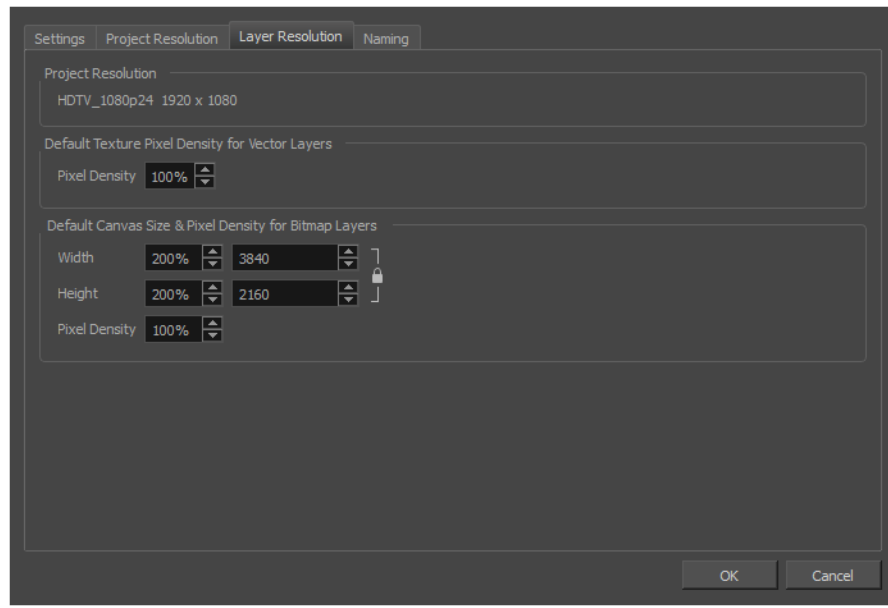 Settings Project Resolution Layer Resolution Naming
Project Resolution
HDTV_1080p24 1920 x 1080
Default Texture Pixel Density for Vector Layers
Pixel Density 100%
Default Canvas Size & Pixel Density for Bitmap Layers
Width 200% 3840
Height 200% 2160
Pixel Density 100%
OK Cancel